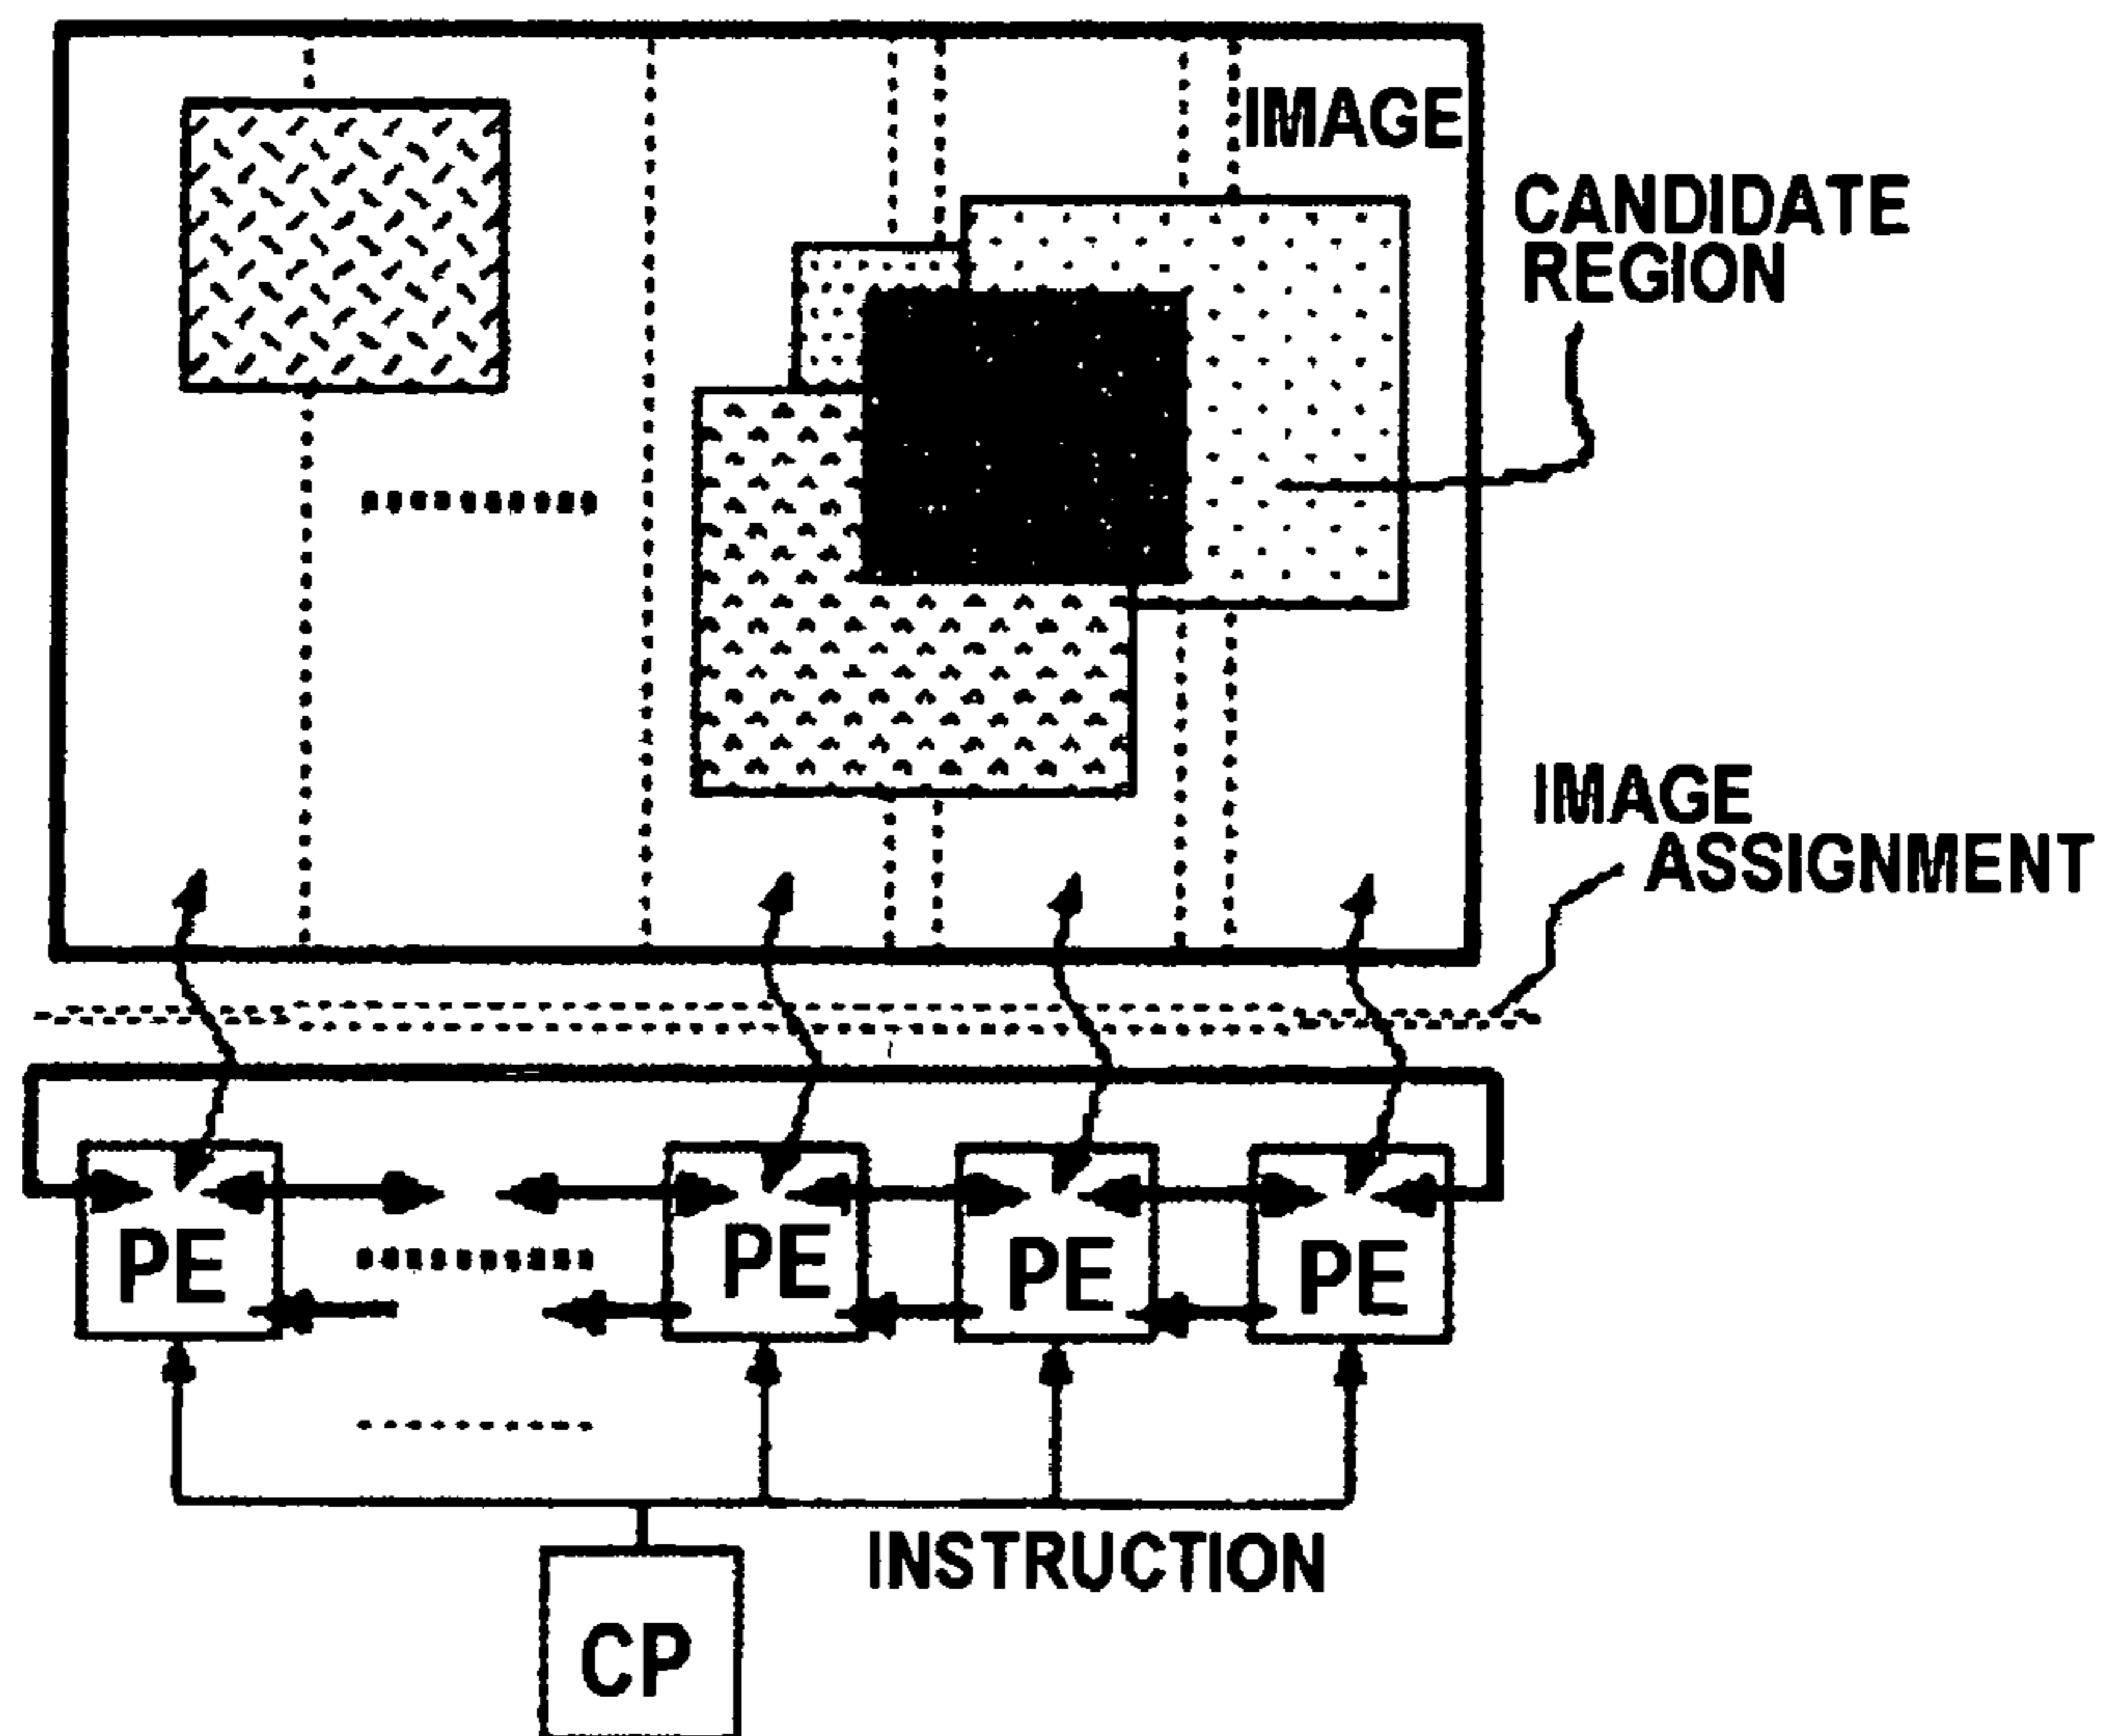 IMAGE
CANDIDATE
REGION
IMAGE
ASSIGNMENT
PE
PE
PE
PE
INSTRUCTION
CP